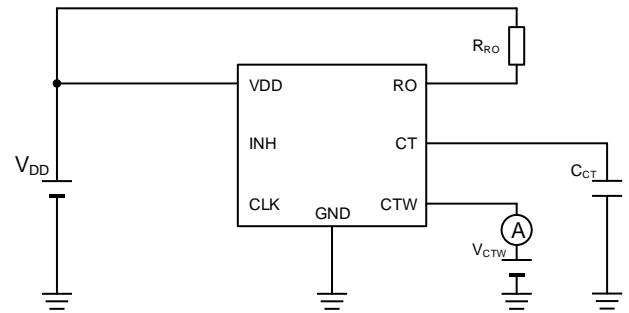 R_RO
VDD
RO
INH
CT
V_DD
C_CT
CLK
CTW
GND
A
V_CTW